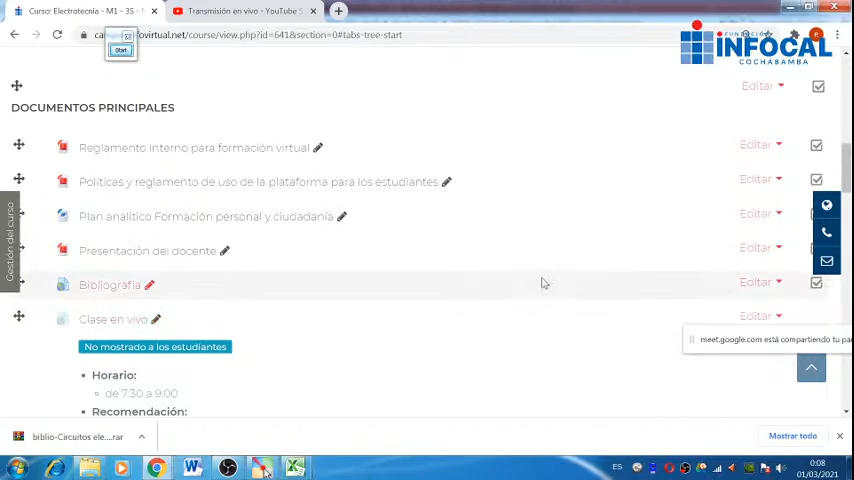 Curso: Electrotecnia - M1 - 3S -
Transmisión en vivo - YouTube S
ovirtual.net/course/view.php?id=641&section=0#tabs-tree-start
Start
FUNDACIÓN
INFOCAL
COCHABAMBA
Editar
DOCUMENTOS PRINCIPALES
Reglamento interno para formación virtual
Editar
Políticas y reglamento de uso de la plataforma para los estudiantes
Editar
Plan analítico Formación personal y ciudadanía
Editar
Gestión del curso
Presentación del docente
Editar
Bibliografía
Editar
Clase en vivo
Editar
No mostrado a los estudiantes
meet.google.com está compartiendo tu pa
Horario:
de 7:30 a 9:00
Recomendación:
biblio-Circuitos ele....rar
Mostrar todo
ES
0:08
01/03/2021